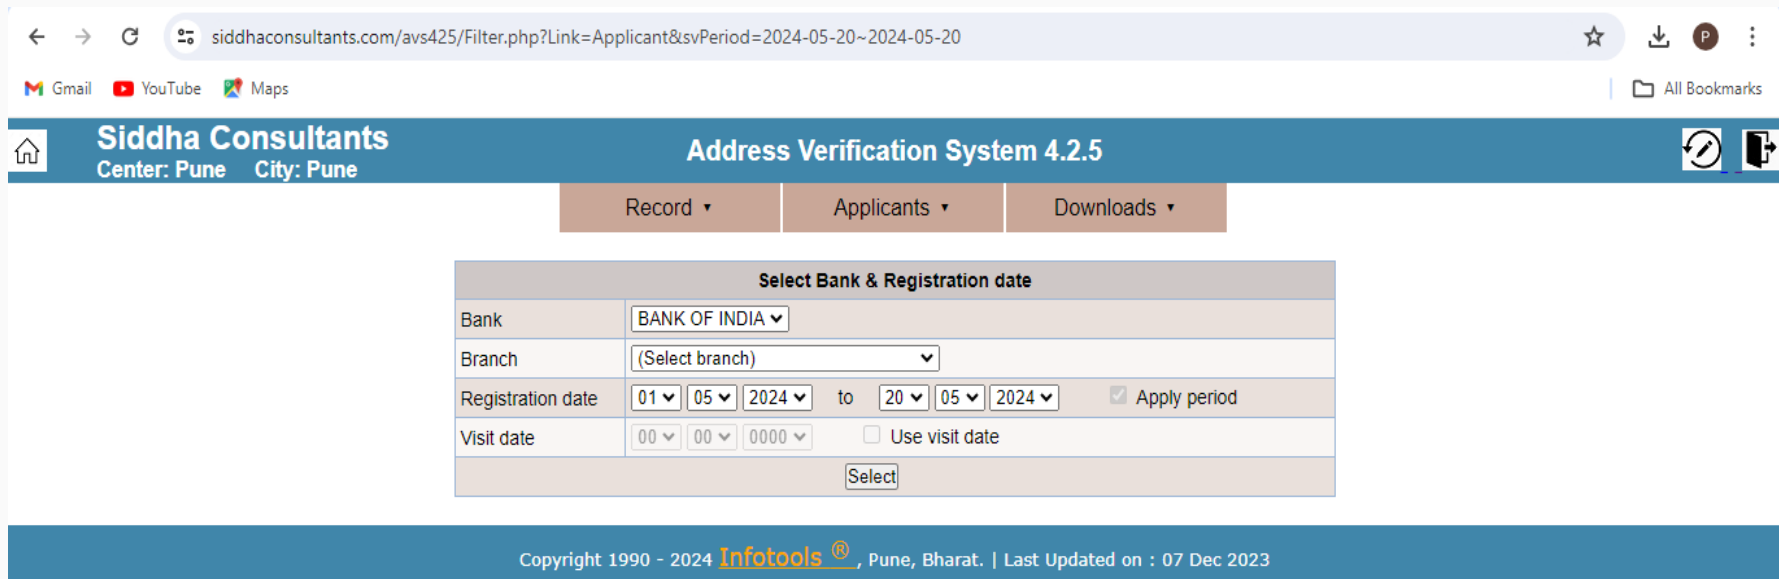 siddhaconsultants.com/avs425/Filter.php?Link=Applicant&svPeriod=2024-05-20~2024-05-20
P
Gmail YouTube Maps All Bookmarks
Siddha Consultants
Center: Pune City: Pune
Address Verification System 4.2.5
Record ▾ Applicants ▾ Downloads ▾
Select Bank & Registration date
Bank BANK OF INDIA
Branch (Select branch)
Registration date 01 05 2024 to 20 05 2024 Apply period
Visit date 00 00 0000 Use visit date
Select
Copyright 1990 - 2024 Infotools ® , Pune, Bharat. | Last Updated on : 07 Dec 2023